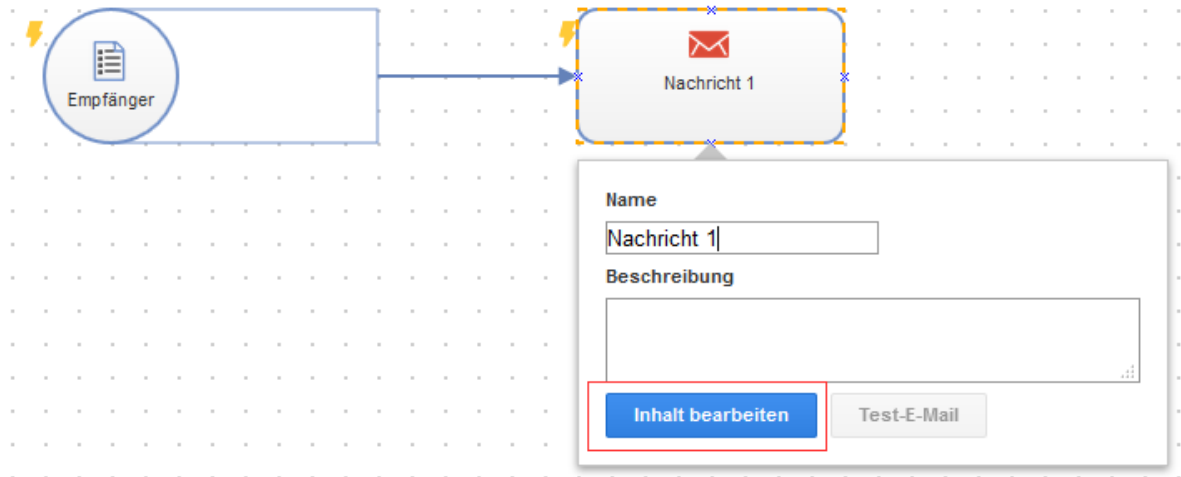 Empfänger
Nachricht 1
Name
Nachricht 1
Beschreibung
Inhalt bearbeiten
Test-E-Mail